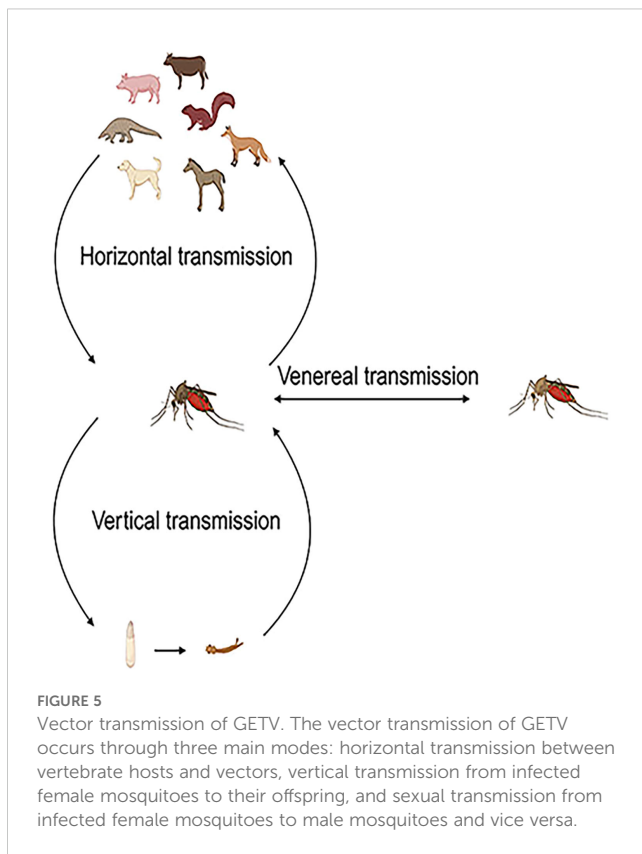 Horizontal transmission
Venereal transmission
Vertical transmission
FIGURE 5
Vector transmission of GETV. The vector transmission of GETV
occurs through three main modes: horizontal transmission between
vertebrate hosts and vectors, vertical transmission from infected
female mosquitoes to their offspring, and sexual transmission from
infected female mosquitoes to male mosquitoes and vice versa.